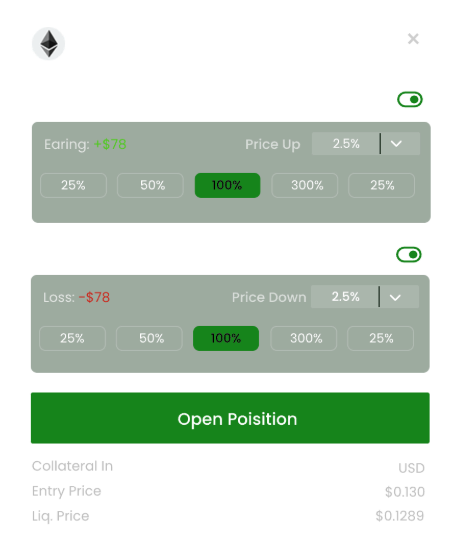 Earing: +$78 Price Up 2.5%
25% 50% 100% 300% 25%
Loss: -$78 Price Down 2.5%
25% 50% 100% 300% 25%
Open Poisition
Collateral In USD
Entry Price $0.130
Liq. Price $0.1289